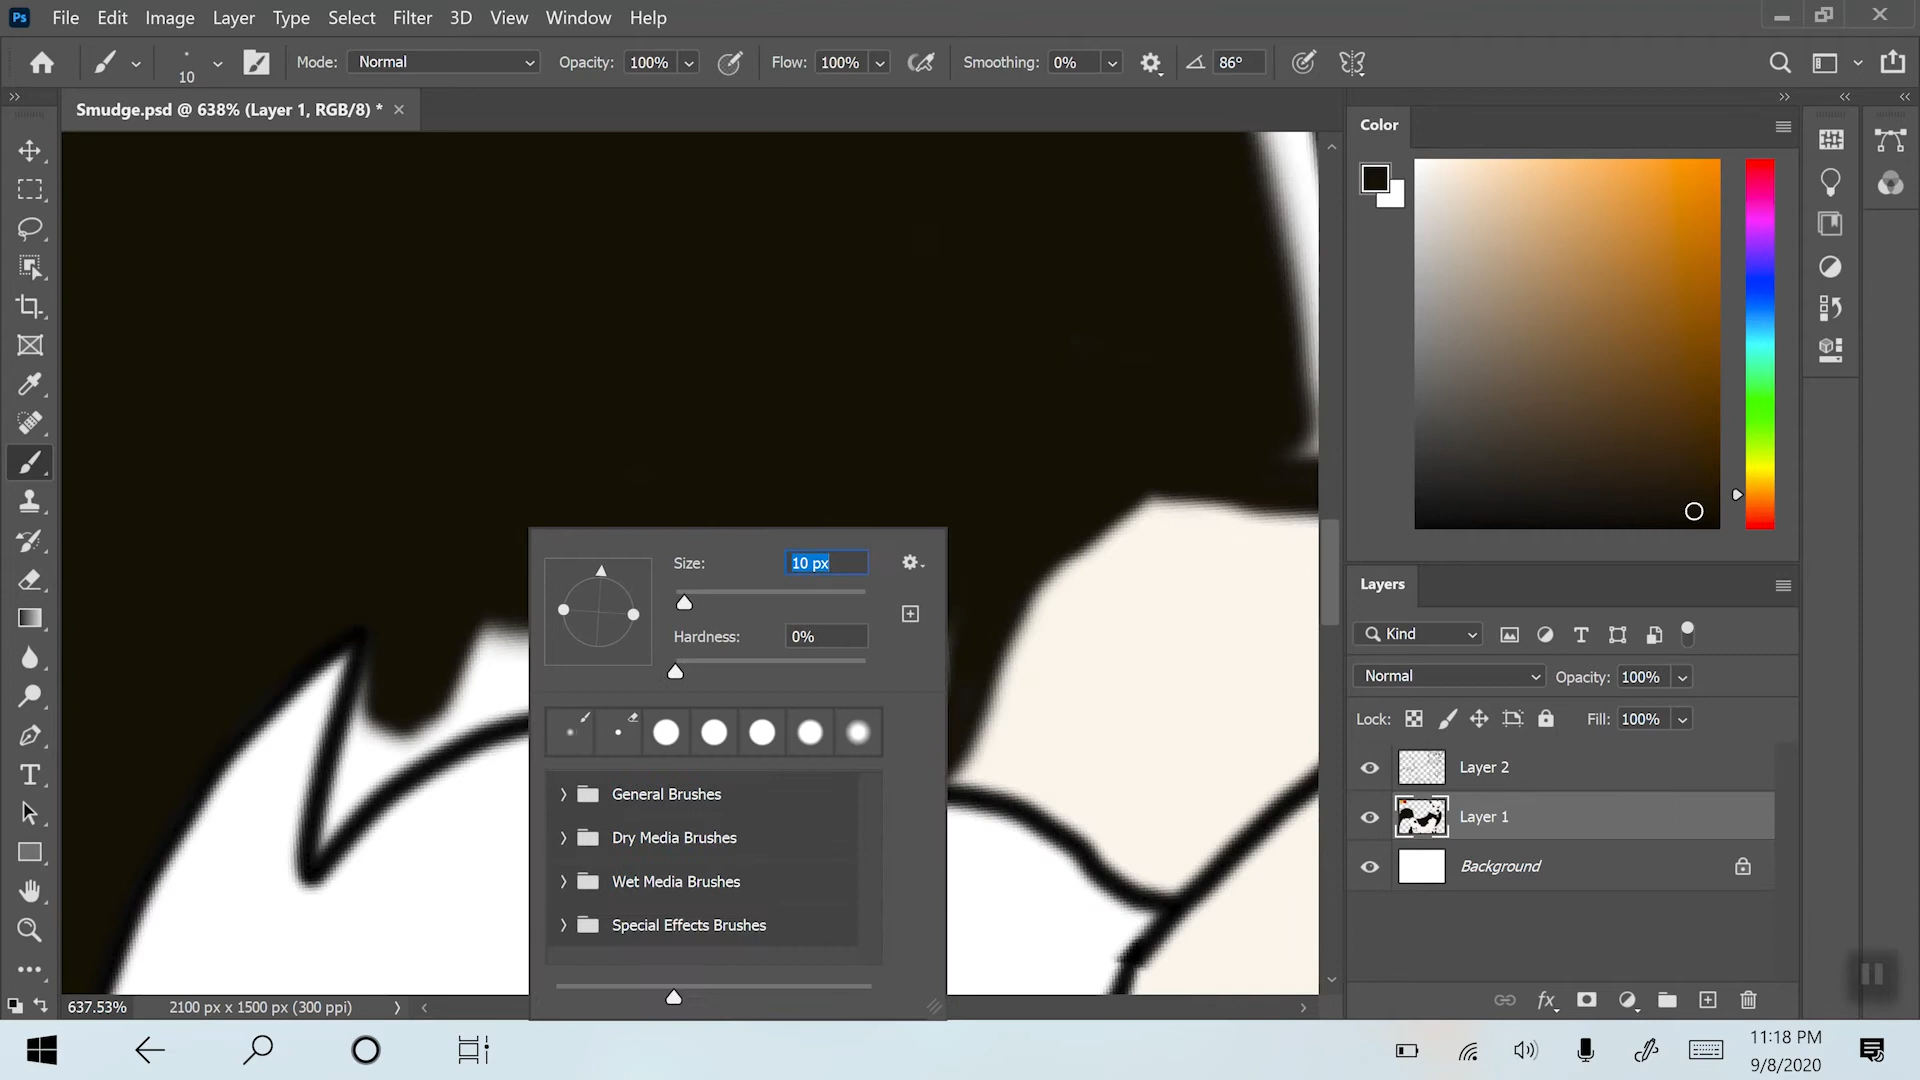 Ps File Edit Image Layer Type Select Filter 3D View Window Help
10 Mode: Normal Opacity: 100% Flow: 100% Smoothing: 0% 86°
Smudge.psd @ 638% (Layer 1, RGB/8) *
Color
Size: 10 px
Hardness: 0%
General Brushes
Dry Media Brushes
Wet Media Brushes
Special Effects Brushes
Layers
Kind
Normal Opacity: 100%
Lock: Fill: 100%
Layer 2
Layer 1
Background
fx
637.53% 2100 px x 1500 px (300 ppi)
11:18 PM
9/8/2020